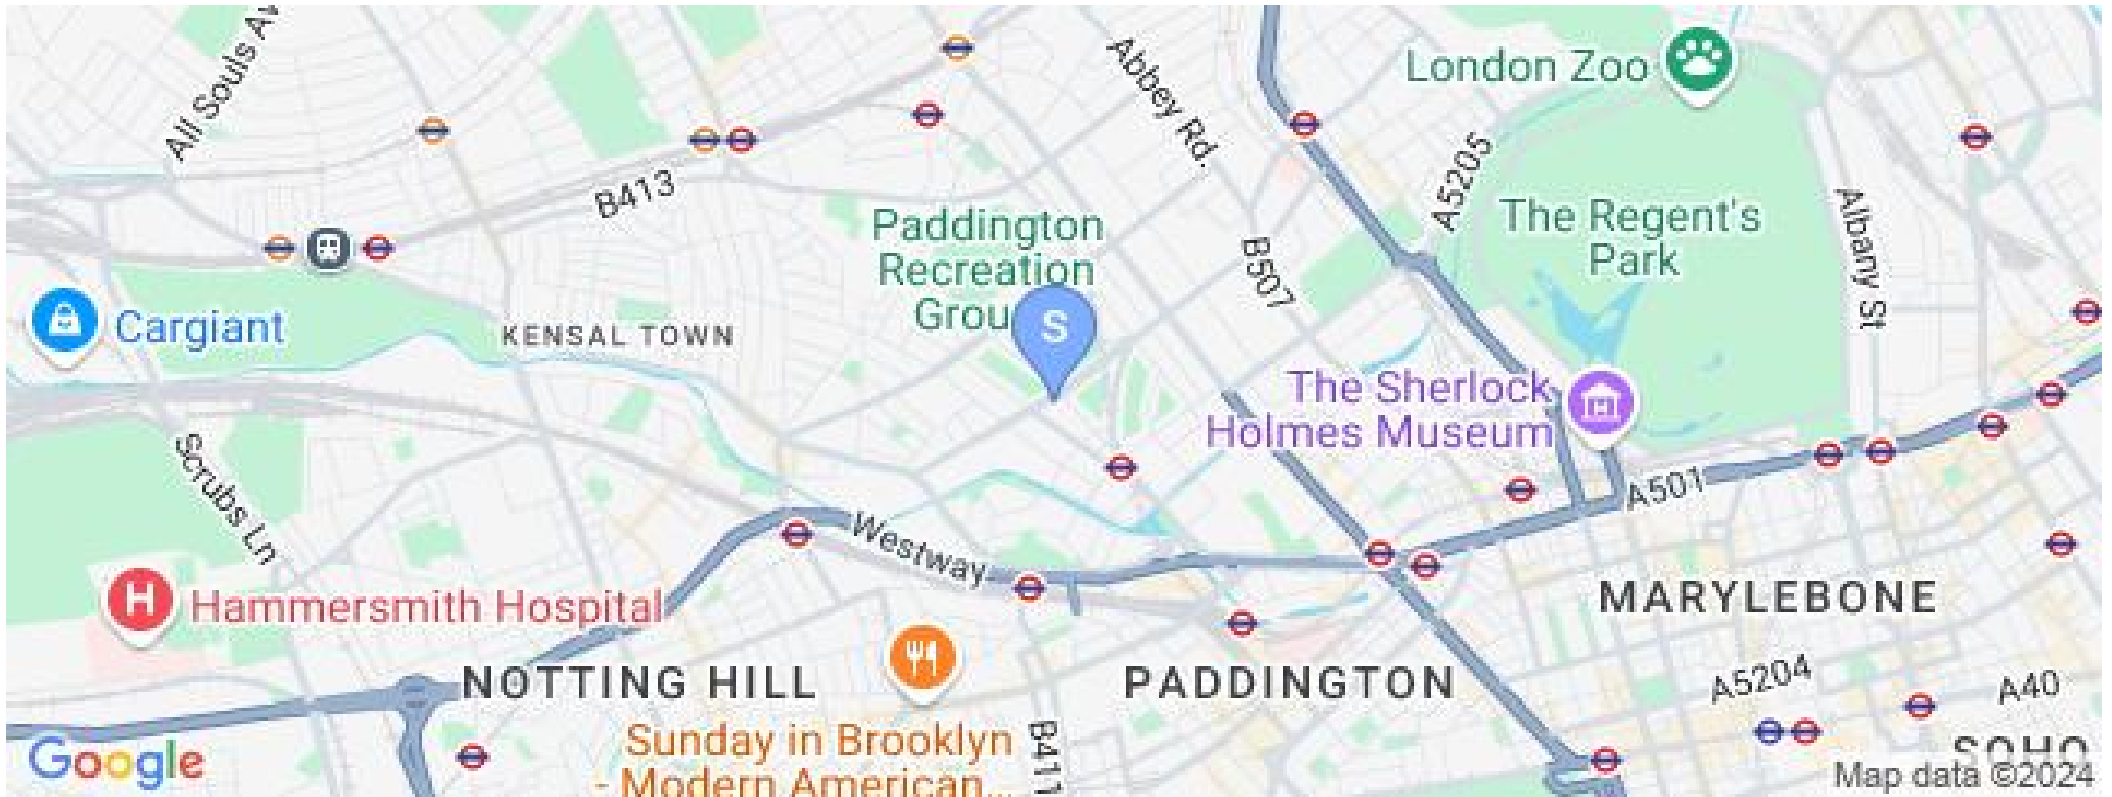 All Souls Av
Abbey Rd.
London Zoo
A5205
B413
Paddington
Recreation
Grou
S
The Regent's
Park
Albany St
B507
Cargiant
KENSAL TOWN
The Sherlock
Holmes Museum
Scrubs Ln
A501
Westway
H
Hammersmith Hospital
MARYLEBONE
NOTTING HILL
PADDINGTON
A5204
A40
Sunday in Brooklyn
- Modern American...
B411
SOHO
Google
Map data ©2024